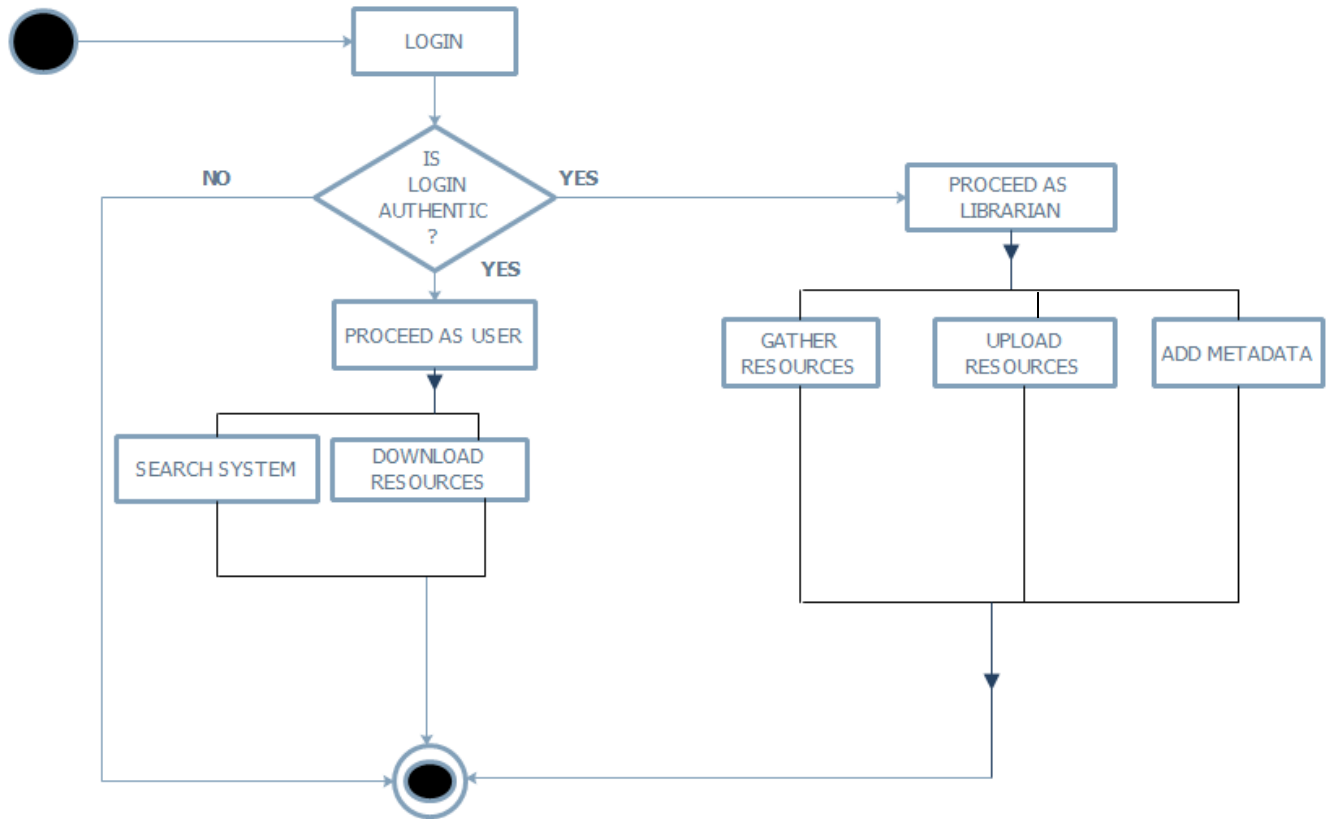 LOGIN
IS
LOGIN
AUTHENTIC
?
NO
YES
YES
PROCEED AS
LIBRARIAN
PROCEED AS USER
GATHER
RESOURCES
UPLOAD
RESOURCES
ADD METADATA
SEARCH SYSTEM
DOWNLOAD
RESOURCES